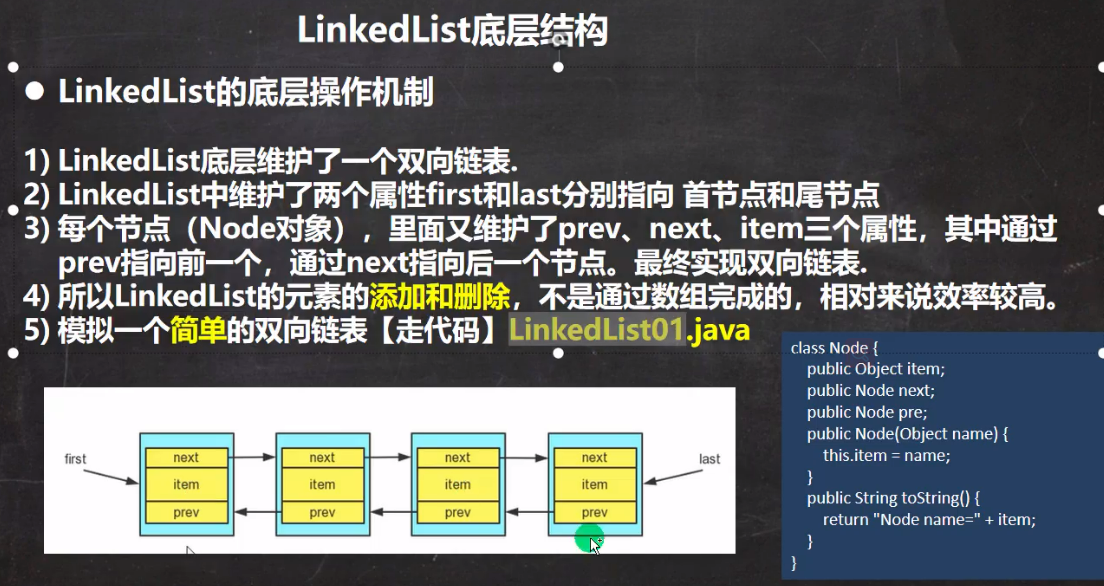 LinkedList底层结构
● LinkedList的底层操作机制
1) LinkedList底层维护了一个双向链表.
2) LinkedList中维护了两个属性first和last分别指向 首节点和尾节点
3) 每个节点（Node对象），里面又维护了prev、next、item三个属性，其中通过
prev指向前一个，通过next指向后一个节点。最终实现双向链表.
4) 所以LinkedList的元素的添加和删除，不是通过数组完成的，相对来说效率较高。
5) 模拟一个简单的双向链表【走代码】LinkedList01.java
first
next
item
prev
next
item
prev
next
item
prev
next
item
prev
last
class Node {
public Object item;
public Node next;
public Node pre;
public Node(Object name) {
this.item = name;
}
public String toString() {
return "Node name=" + item;
}
}